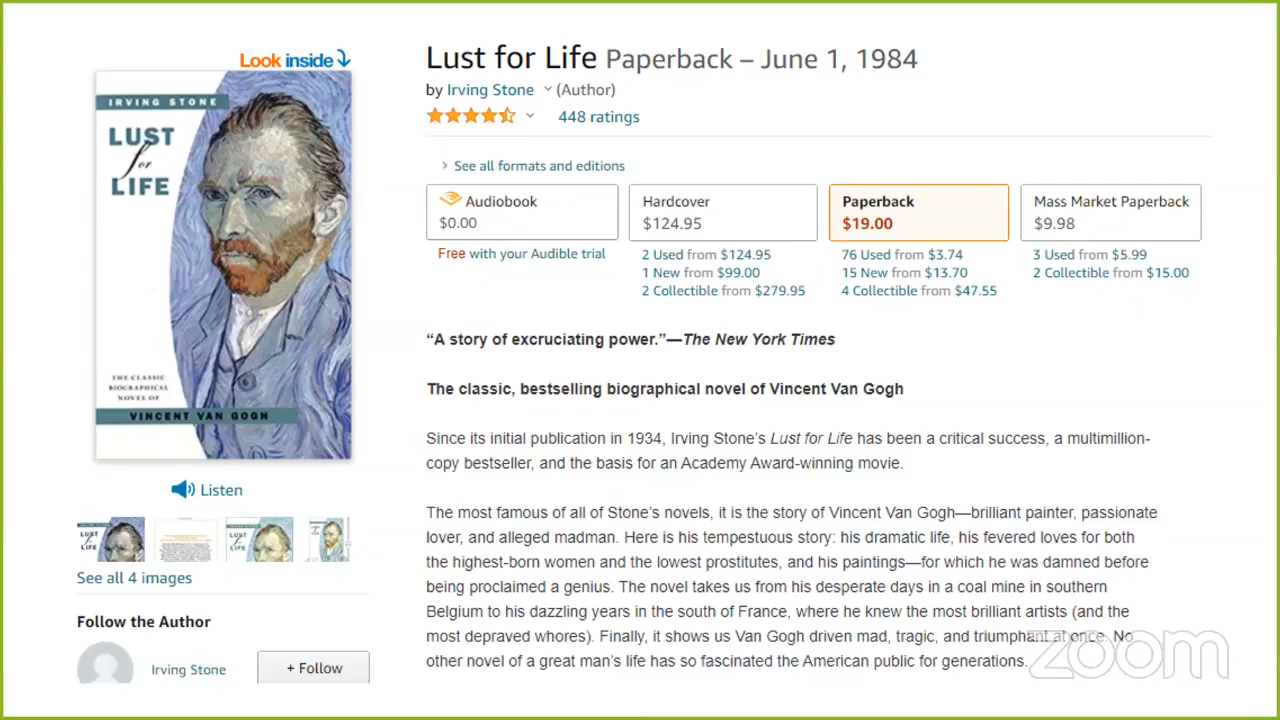 Look inside
IRVING STONE
LUST
for
LIFE
THE CLASSIC
BIOGRAPHICAL
NOVEL OF
VINCENT VAN GOGH
Listen
LUST
for
LIFE
LUST
for
LIFE
See all 4 images
Follow the Author
Irving Stone
+ Follow
Lust for Life Paperback – June 1, 1984
by Irving Stone (Author)
448 ratings
See all formats and editions
Audiobook
$0.00
Free with your Audible trial
Hardcover
$124.95
2 Used from $124.95
1 New from $99.00
2 Collectible from $279.95
Paperback
$19.00
76 Used from $3.74
15 New from $13.70
4 Collectible from $47.55
Mass Market Paperback
$9.98
3 Used from $5.99
2 Collectible from $15.00
“A story of excruciating power.”—The New York Times
The classic, bestselling biographical novel of Vincent Van Gogh
Since its initial publication in 1934, Irving Stone’s Lust for Life has been a critical success, a multimillion-
copy bestseller, and the basis for an Academy Award-winning movie.
The most famous of all of Stone’s novels, it is the story of Vincent Van Gogh—brilliant painter, passionate
lover, and alleged madman. Here is his tempestuous story: his dramatic life, his fevered loves for both
the highest-born women and the lowest prostitutes, and his paintings—for which he was damned before
being proclaimed a genius. The novel takes us from his desperate days in a coal mine in southern
Belgium to his dazzling years in the south of France, where he knew the most brilliant artists (and the
most depraved whores). Finally, it shows us Van Gogh driven mad, tragic, and triumphant at once. No
other novel of a great man’s life has so fascinated the American public for generations.
zoom